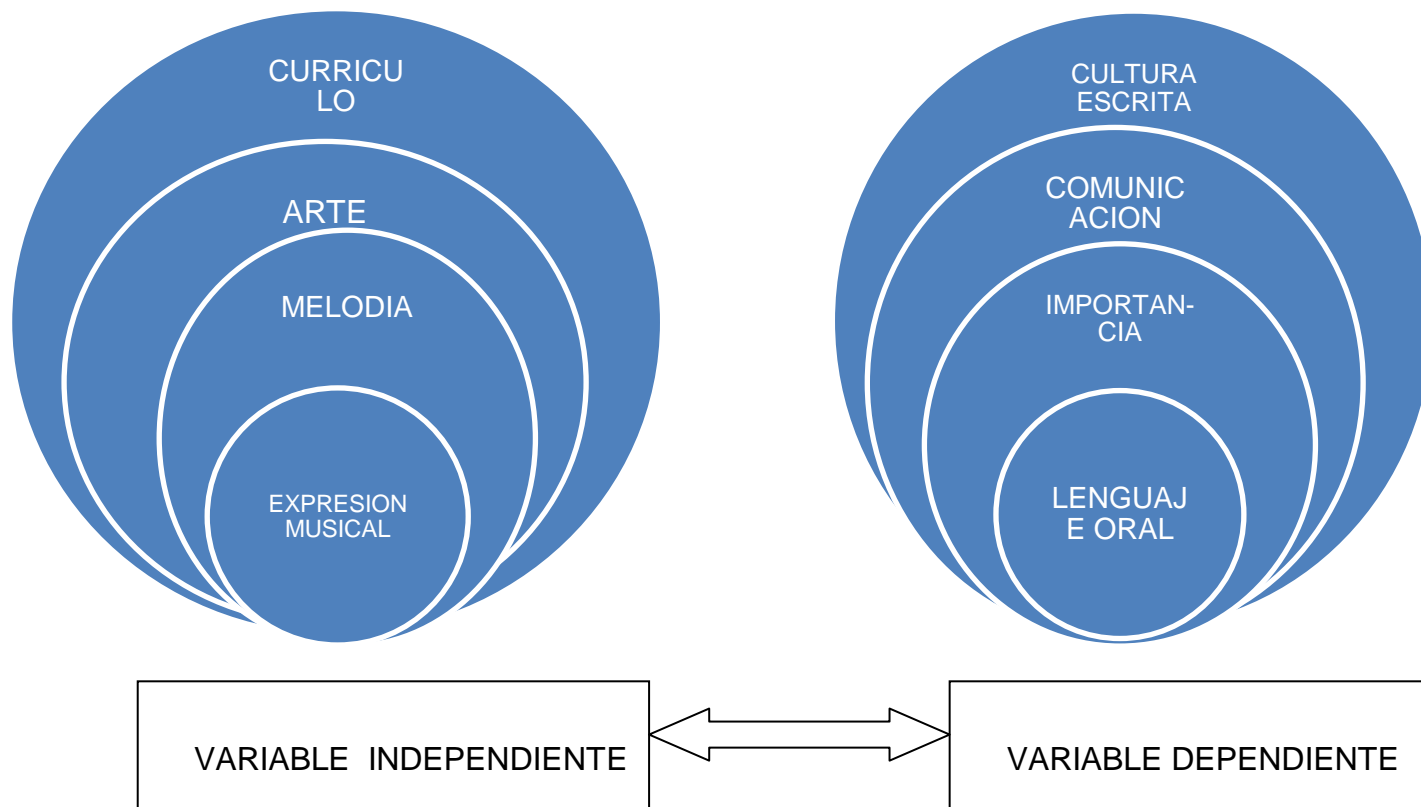 CURRICU
LO
ARTE
MELODIA
EXPRESION
MUSICAL
CULTURA
ESCRITA
COMUNIC
ACION
IMPORTAN-
CIA
LENGUAJ
E ORAL
VARIABLE INDEPENDIENTE
VARIABLE DEPENDIENTE